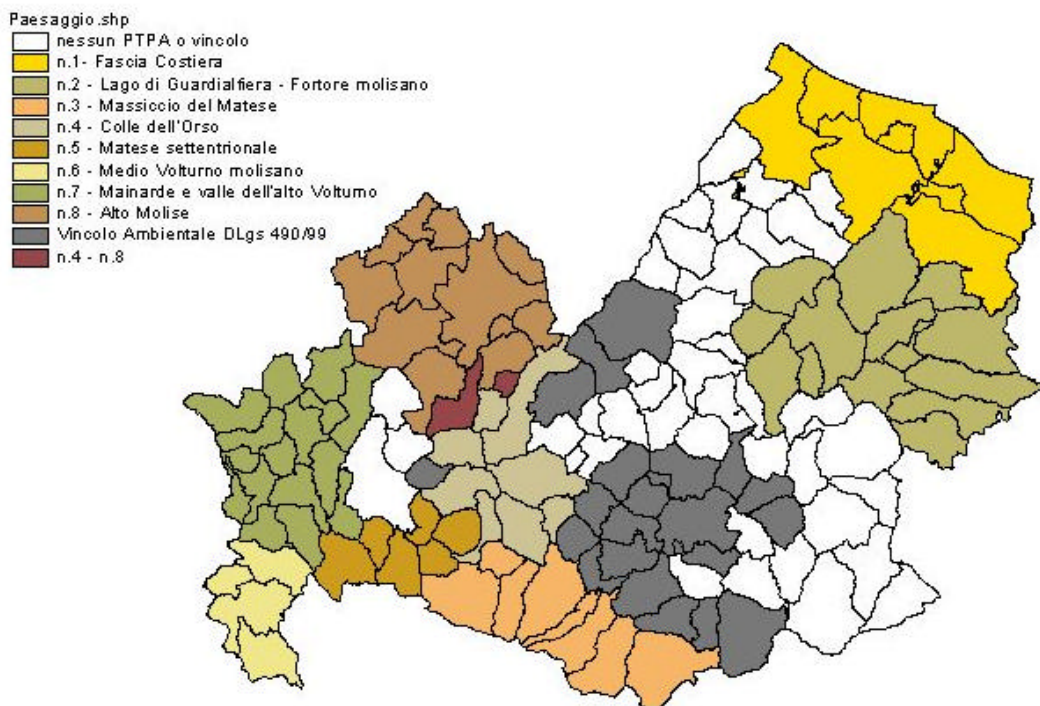 Paesaggio.shp
nessun PTPA o vincolo
n.1- Fascia Costiera
n.2 - Lago di Guardialfiera - Fortore molisano
n.3 - Massiccio del Matese
n.4 - Colle dell'Orso
n.5 - Matese settentrionale
n.6 - Medio Volturno molisano
n.7 - Mainarde e valle dell'alto Volturno
n.8 - Alto Molise
Vincolo Ambientale DLgs 490/99
n.4 - n.8